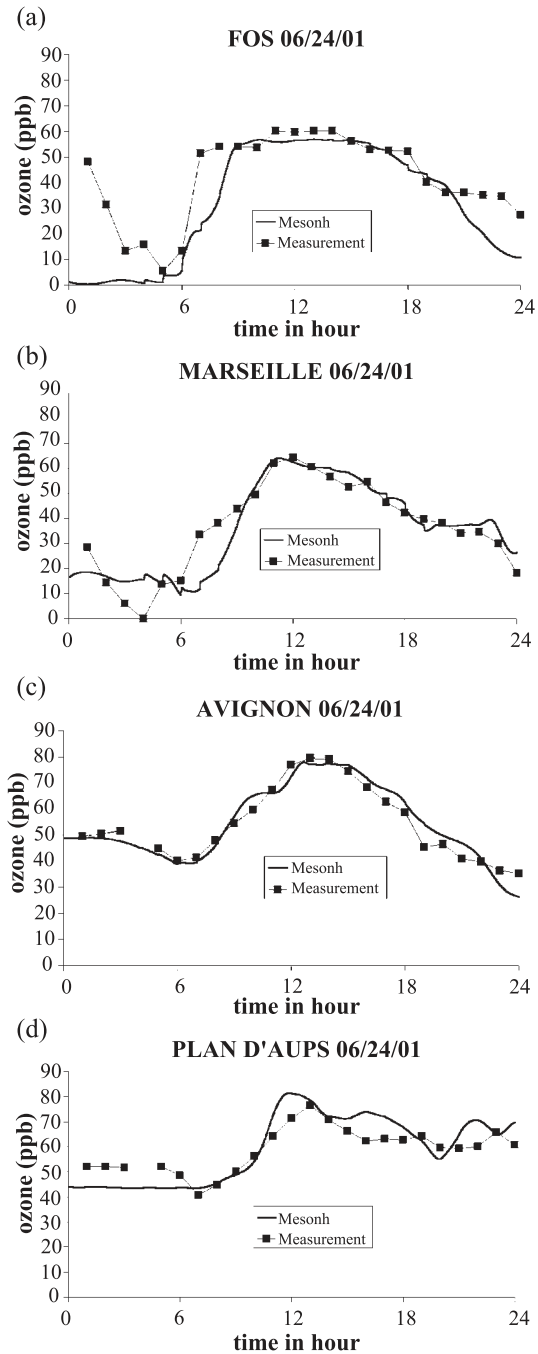 (a)
FOS 06/24/01
90
80
70
60
50
40
30
20
10
0
ozone (ppb)
Mesonh
Measurement
0 6 12 18 24
time in hour
(b)
MARSEILLE 06/24/01
90
80
70
60
50
40
30
20
10
0
ozone (ppb)
Mesonh
Measurement
0 6 12 18 24
time in hour
(c)
AVIGNON 06/24/01
90
80
70
60
50
40
30
20
10
0
ozone (ppb)
Mesonh
Measurement
0 6 12 18 24
time in hour
(d)
PLAN D'AUPS 06/24/01
90
80
70
60
50
40
30
20
10
0
ozone (ppb)
Mesonh
Measurement
0 6 12 18 24
time in hour